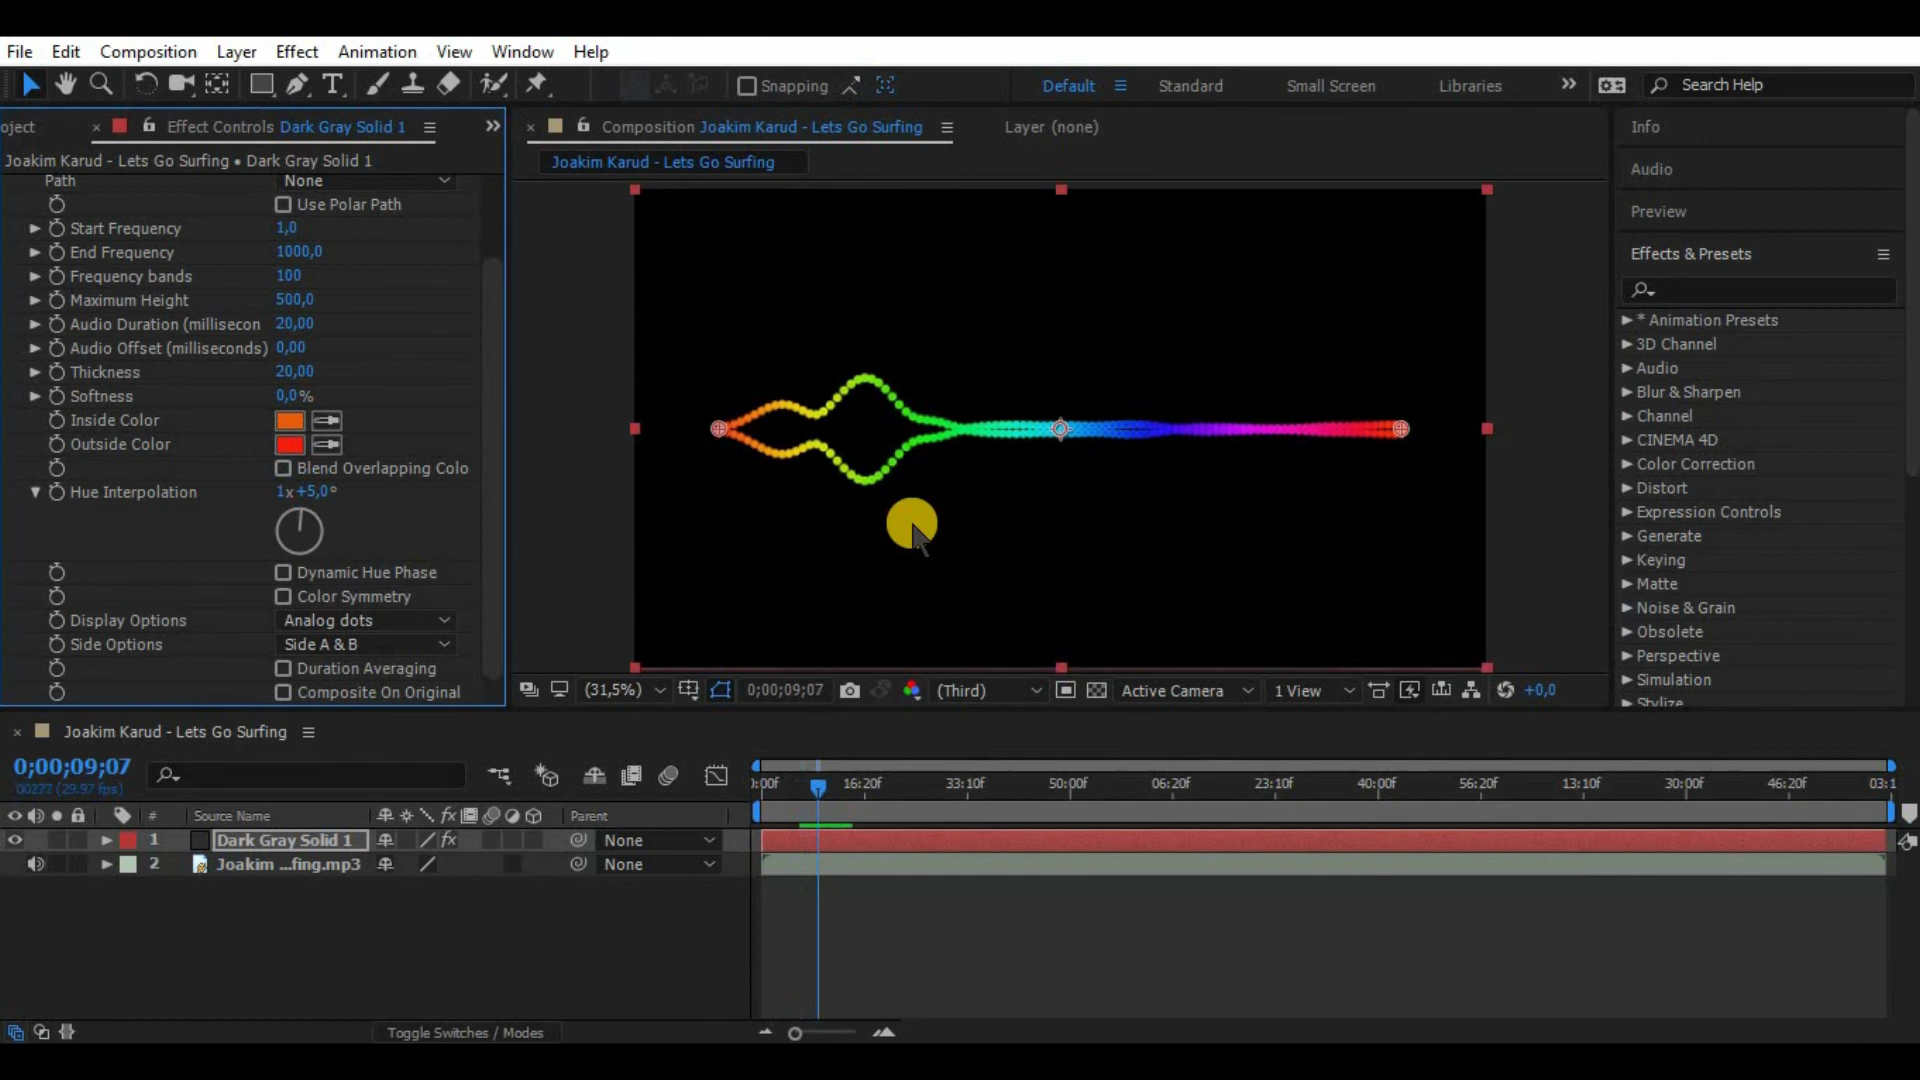 File Edit Composition Layer Effect Animation View Window Help
Snapping Default Standard Small Screen Libraries Search Help
oject Effect Controls Dark Gray Solid 1
Joakim Karud - Lets Go Surfing • Dark Gray Solid 1
Path None
Use Polar Path
Start Frequency 1,0
End Frequency 1000,0
Frequency bands 100
Maximum Height 500,0
Audio Duration (millisecon 20,00
Audio Offset (milliseconds) 0,00
Thickness 20,00
Softness 0,0%
Inside Color
Outside Color
Blend Overlapping Colo
Hue Interpolation 1x+5,0°
Dynamic Hue Phase
Color Symmetry
Display Options Analog dots
Side Options Side A & B
Duration Averaging
Composite On Original
Composition Joakim Karud - Lets Go Surfing Layer (none)
Joakim Karud - Lets Go Surfing
(31,5%) 0;00;09;07 (Third) Active Camera 1 View +0,0
Info
Audio
Preview
Effects & Presets
* Animation Presets
3D Channel
Audio
Blur & Sharpen
Channel
CINEMA 4D
Color Correction
Distort
Expression Controls
Generate
Keying
Matte
Noise & Grain
Obsolete
Perspective
Simulation
Stylize
Joakim Karud - Lets Go Surfing
0;00;09;07
00277 (29.97 fps)
):00f 16:20f 33:10f 50:00f 06:20f 23:10f 40:00f 56:20f 13:10f 30:00f 46:20f 03:1
# Source Name fx Parent
1 Dark Gray Solid 1 fx None
2 Joakim ...fing.mp3 None
Toggle Switches / Modes